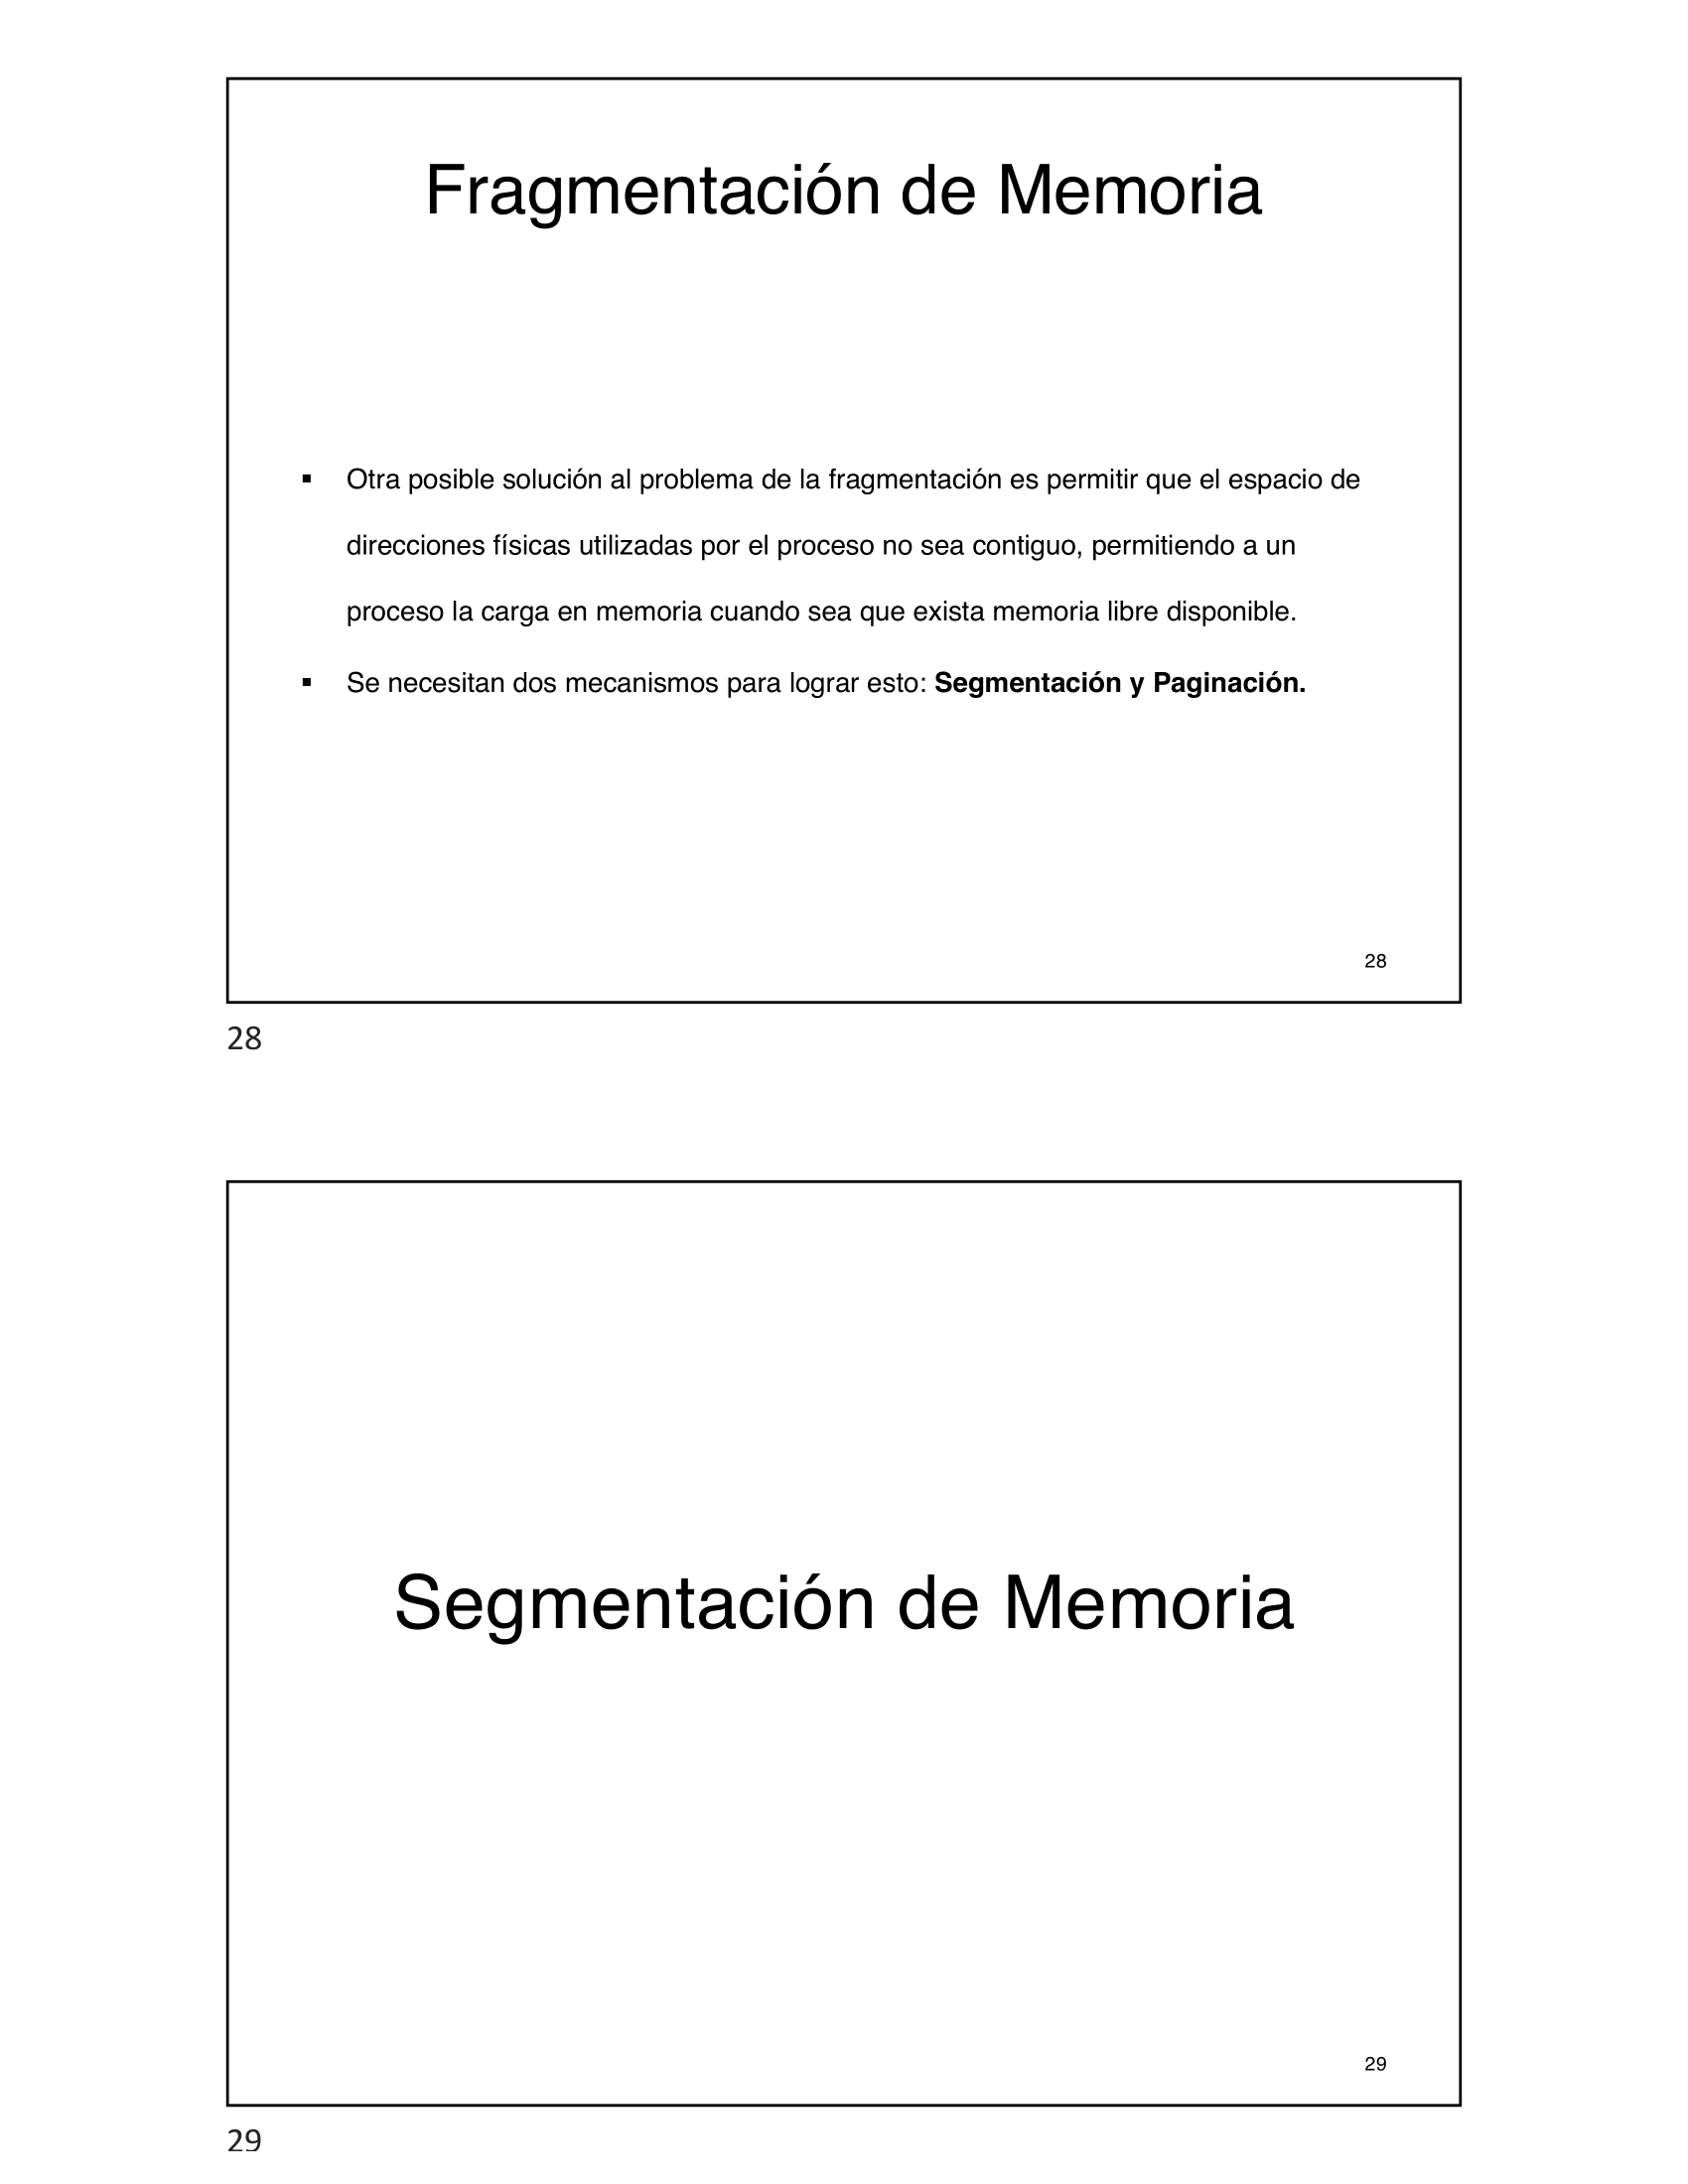 Fragmentación de Memoria
▪ Otra posible solución al problema de la fragmentación es permitir que el espacio de
direcciones físicas utilizadas por el proceso no sea contiguo, permitiendo a un
proceso la carga en memoria cuando sea que exista memoria libre disponible.
▪ Se necesitan dos mecanismos para lograr esto: Segmentación y Paginación.
28
28
Segmentación de Memoria
29
29